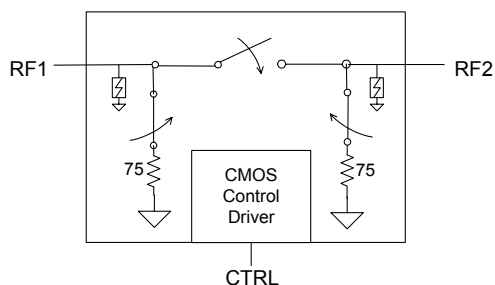 RF1
RF2
75
75
CMOS
Control
Driver
CTRL